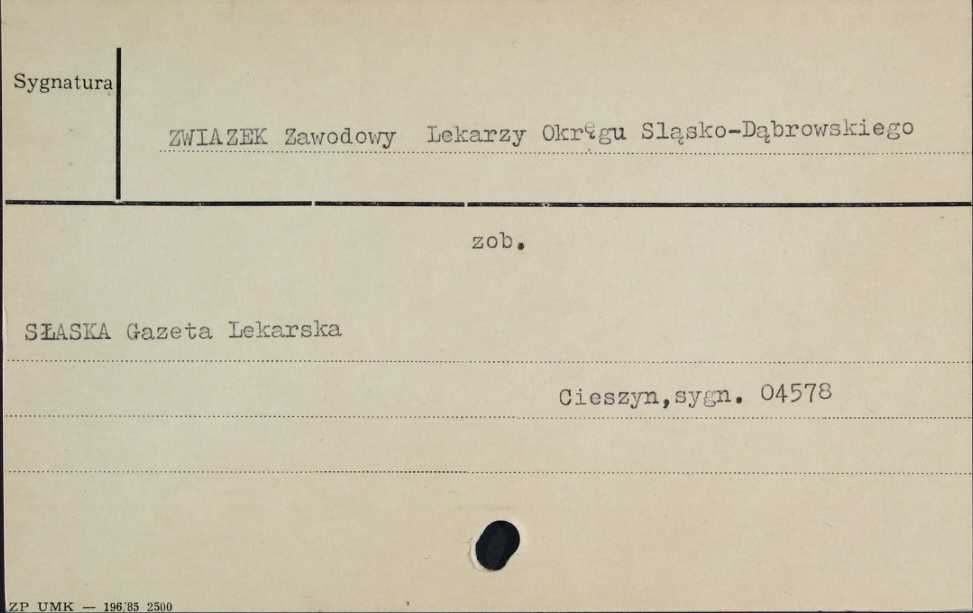 Sygnatura
ZWIAZEK Zawodowy Lekarzy Okręgu Sląsko-Dąbrowskiego
zob.
SŁASKA Gazeta Lekarska
Cieszyn,sygn. 04578
ZP UMK — 196/85 2500